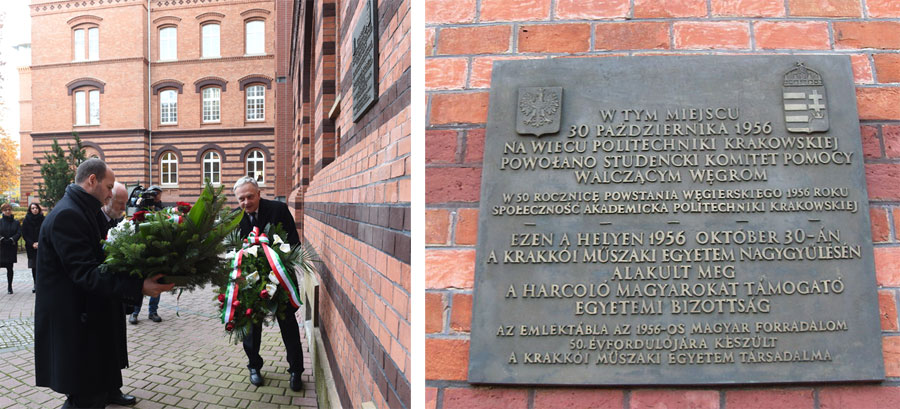 W TYM MIEJSCU
30 PAŹDZIERNIKA 1956
NA WIECU POLITECHNIKI KRAKOWSKIEJ
POWOŁANO STUDENCKI KOMITET POMOCY
WALCZĄCYM WĘGROM
W 50 ROCZNICĘ POWSTANIA WĘGIERSKIEGO 1956 ROKU
SPOŁECZNOŚĆ AKADEMICKA POLITECHNIKI KRAKOWSKIEJ
EZEN A HELYEN 1956 OKTÓBER 30-ÁN
A KRAKKÓI MŰSZAKI EGYETEM NAGYGYŰLÉSÉN
ALAKULT MEG
A HARCOLÓ MAGYAROKAT TÁMOGATÓ
EGYETEMI BIZOTTSÁG
AZ EMLÉKTÁBLA AZ 1956-OS MAGYAR FORRADALOM
50. ÉVFORDULÓJÁRA KÉSZÜLT
A KRAKKÓI MŰSZAKI EGYETEM TÁRSADALMA